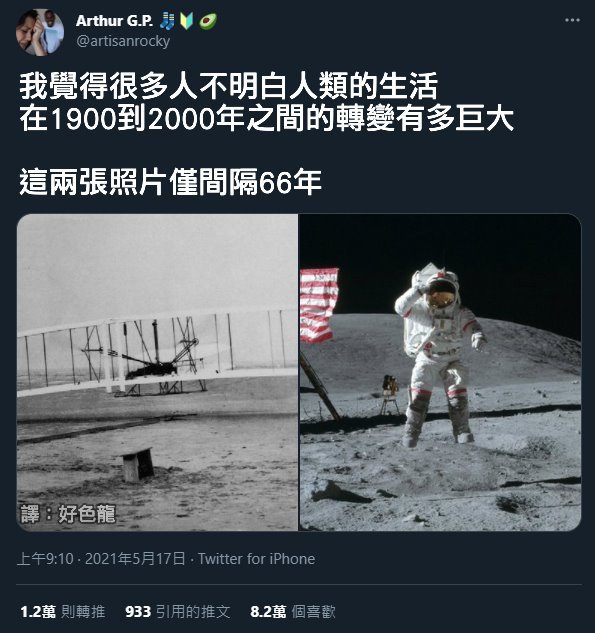 Arthur G.P.
@artisanrocky
我覺得很多人不明白人類的生活
在1900到2000年之間的轉變有多巨大
這兩張照片僅間隔66年
譯：好色龍
上午9:10 · 2021年5月17日 · Twitter for iPhone
1.2萬 則轉推 933 引用的推文 8.2萬 個喜歡